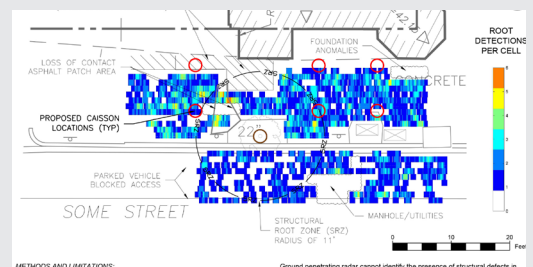 FOUNDATION
ANOMALIES
ROOT
DETECTIONS
PER CELL
LOSS OF CONTACT
ASPHALT PATCH AREA
CONCRETE
PROPOSED CAISSON
LOCATIONS (TYP)
22"
PARKED VEHICLE
BLOCKED ACCESS
SOME STREET
STRUCTURAL
ROOT ZONE (SRZ)
RADIUS OF 11'
MANHOLE/UTILITIES
0 10 20
Feet
METHODS AND LIMITATIONS:
Ground penetrating radar cannot identify the presence of structural defects in